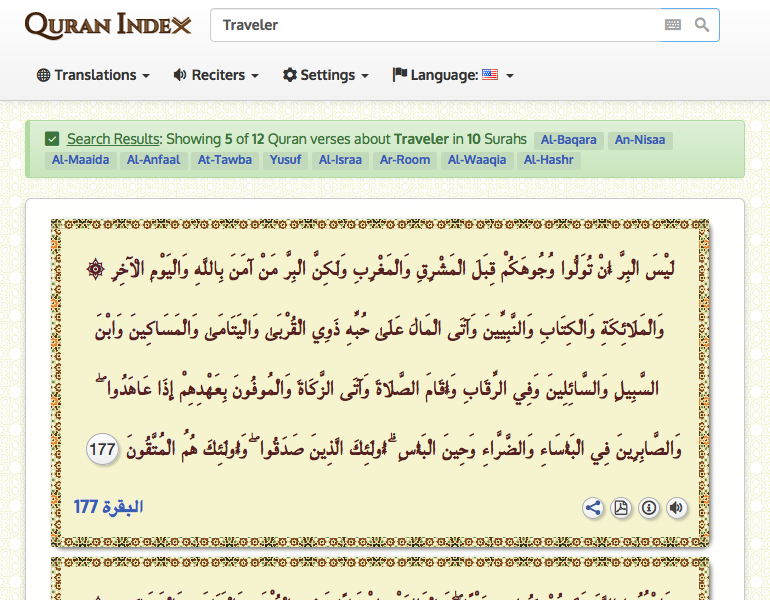 QURAN INDEX
Traveler
Translations Reciters Settings Language:
Search Results: Showing 5 of 12 Quran verses about Traveler in 10 Surahs Al-Baqara An-Nisaa
Al-Maaida Al-Anfaal At-Tawba Yusuf Al-Israa Ar-Room Al-Waaqia Al-Hashr
لَيْسَ الْبِرَّ أَنْ تُوَلُّوا وُجُوهَكُمْ قِبَلَ الْمَشْرِقِ وَالْمَغْرِبِ وَلَٰكِنَّ الْبِرَّ مَنْ آمَنَ بِاللَّهِ وَالْيَوْمِ الْآخِرِ ۞
وَالْمَلَائِكَةِ وَالْكِتَابِ وَالنَّبِيِّينَ وَآتَى الْمَالَ عَلَىٰ حُبِّهِ ذَوِي الْقُرْبَىٰ وَالْيَتَامَىٰ وَالْمَسَاكِينَ وَابْنَ
السَّبِيلِ وَالسَّائِلِينَ وَفِي الرِّقَابِ وَأَقَامَ الصَّلَاةَ وَآتَى الزَّكَاةَ وَالْمُوفُونَ بِعَهْدِهِمْ إِذَا عَاهَدُوا ۖ
وَالصَّابِرِينَ فِي الْبَأْسَاءِ وَالضَّرَّاءِ وَحِينَ الْبَأْسِ ۗ أُولَٰئِكَ الَّذِينَ صَدَقُوا ۖ وَأُولَٰئِكَ هُمُ الْمُتَّقُونَ 177
البقرة 177